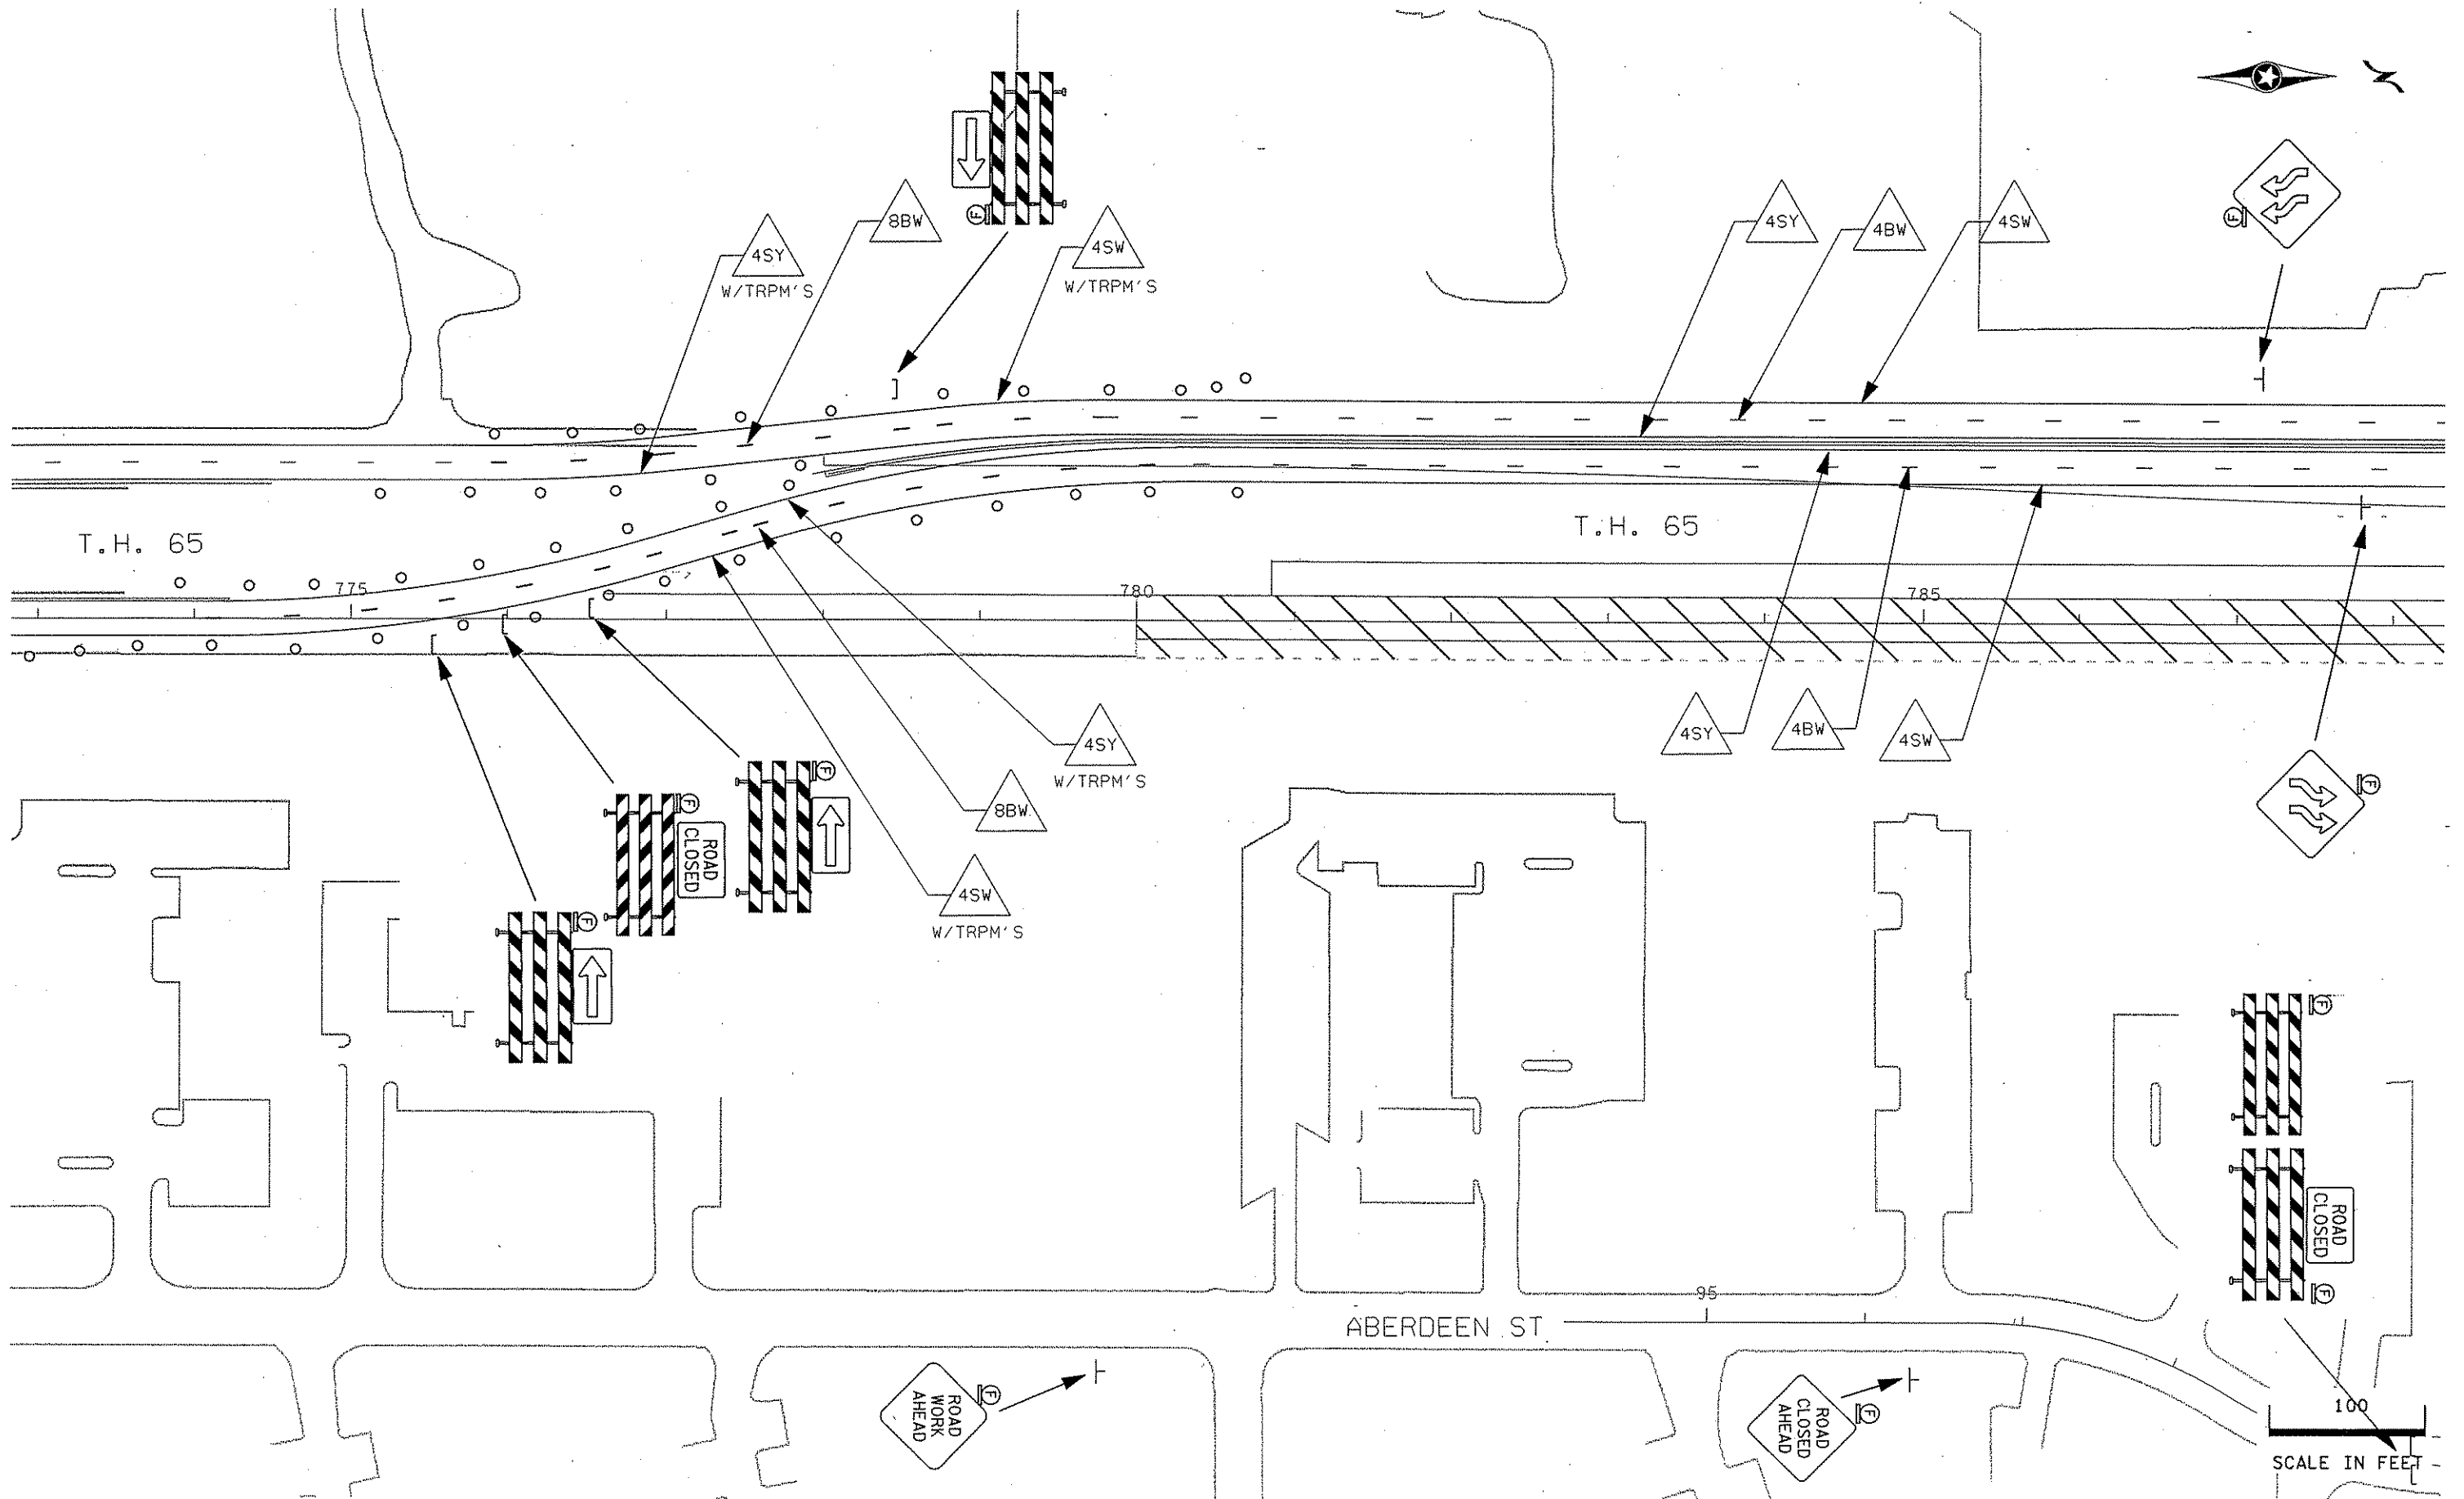 N
4SY
W/TRPM'S
8BW
F
4SW
W/TRPM'S
4SY
4BW
4SW
F
T.H. 65
T.H. 65
775
780
785
4SY
W/TRPM'S
8BW
4SW
W/TRPM'S
4SY
4BW
4SW
F
F
F
ROAD
CLOSED
F
F
ROAD
CLOSED
F
95
ABERDEEN ST.
F
ROAD
WORK
AHEAD
F
ROAD
CLOSED
AHEAD
F
100
SCALE IN FEET